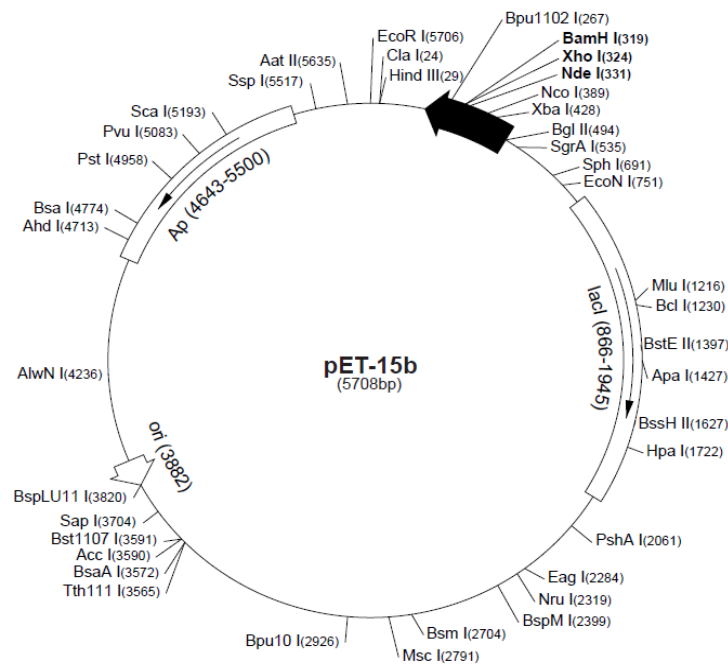 EcoR I(5706)
Cla I(24)
Hind III(29)
Bpu1102 I(267)
BamH I(319)
Xho I(324)
Nde I(331)
Nco I(389)
Xba I(428)
Bgl II(494)
SgrA I(535)
Sph I(691)
EcoN I(751)
lacI (866-1945)
Mlu I(1216)
Bcl I(1230)
BstE II(1397)
Apa I(1427)
BssH II(1627)
Hpa I(1722)
PshA I(2061)
Eag I(2284)
Nru I(2319)
BspM I(2399)
Bsm I(2704)
Msc I(2791)
Bpu10 I(2926)
Tth111 I(3565)
BsaA I(3572)
Acc I(3590)
Bst1107 I(3591)
Sap I(3704)
BspLU11 I(3820)
ori (3882)
AlwN I(4236)
Ap (4643-5500)
Ahd I(4713)
Bsa I(4774)
Pst I(4958)
Pvu I(5083)
Sca I(5193)
Ssp I(5517)
Aat II(5635)
pET-15b
(5708bp)